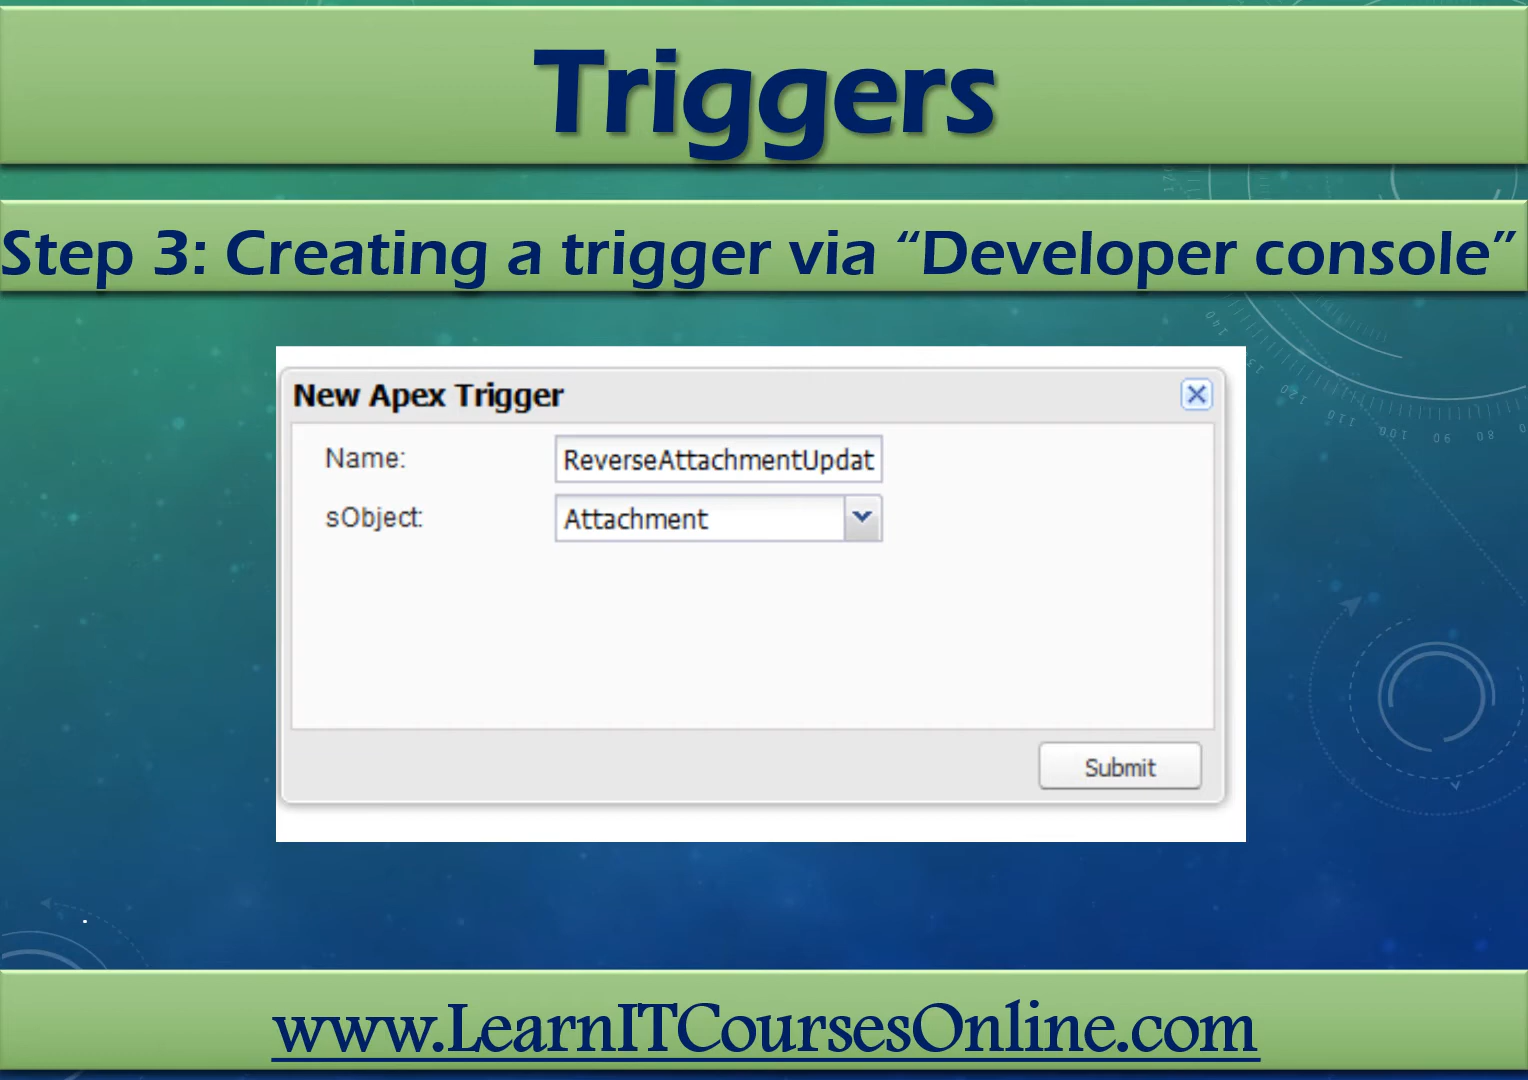 Triggers
Step 3: Creating a trigger via “Developer console”
New Apex Trigger
Name: ReverseAttachmentUpdat
sObject: Attachment
Submit
.
www.LearnITCoursesOnline.com